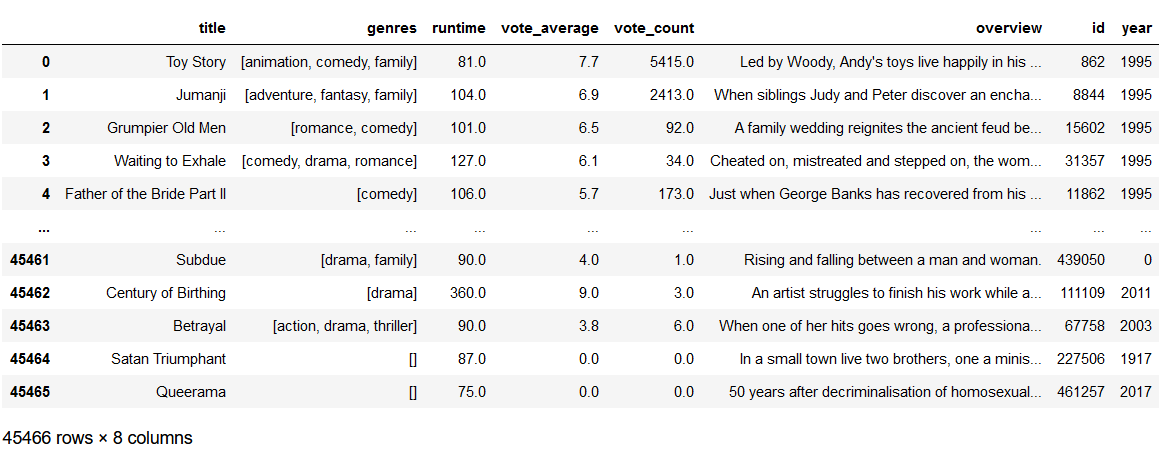 title genres runtime vote_average vote_count overview id year
0 Toy Story [animation, comedy, family] 81.0 7.7 5415.0 Led by Woody, Andy's toys live happily in his ... 862 1995
1 Jumanji [adventure, fantasy, family] 104.0 6.9 2413.0 When siblings Judy and Peter discover an encha... 8844 1995
2 Grumpier Old Men [romance, comedy] 101.0 6.5 92.0 A family wedding reignites the ancient feud be... 15602 1995
3 Waiting to Exhale [comedy, drama, romance] 127.0 6.1 34.0 Cheated on, mistreated and stepped on, the wom... 31357 1995
4 Father of the Bride Part II [comedy] 106.0 5.7 173.0 Just when George Banks has recovered from his ... 11862 1995
... ... ... ... ... ... ... ... ...
45461 Subdue [drama, family] 90.0 4.0 1.0 Rising and falling between a man and woman. 439050 0
45462 Century of Birthing [drama] 360.0 9.0 3.0 An artist struggles to finish his work while a... 111109 2011
45463 Betrayal [action, drama, thriller] 90.0 3.8 6.0 When one of her hits goes wrong, a professiona... 67758 2003
45464 Satan Triumphant [] 87.0 0.0 0.0 In a small town live two brothers, one a minis... 227506 1917
45465 Queerama [] 75.0 0.0 0.0 50 years after decriminalisation of homosexual... 461257 2017
45466 rows × 8 columns